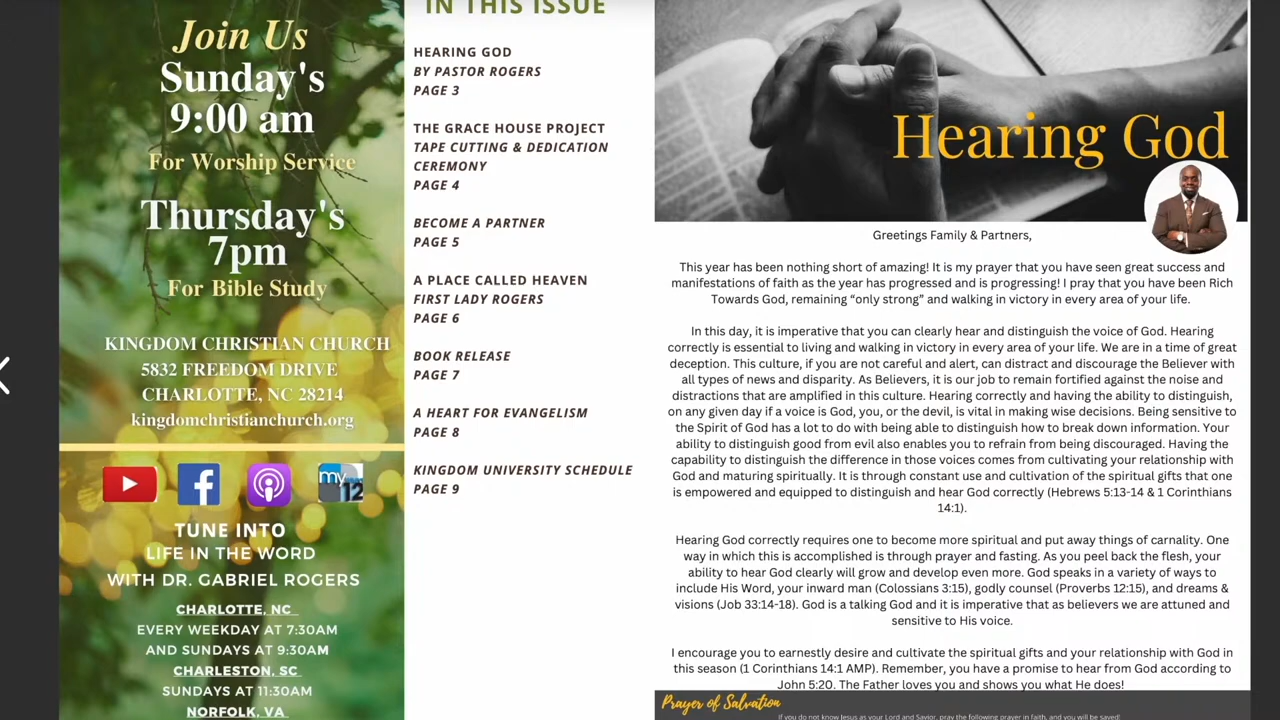 Join Us
Sunday's
9:00 am
For Worship Service
Thursday's
7pm
For Bible Study
KINGDOM CHRISTIAN CHURCH
5832 FREEDOM DRIVE
CHARLOTTE, NC 28214
kingdomchristianchurch.org
my
12
TUNE INTO
LIFE IN THE WORD
WITH DR. GABRIEL ROGERS
CHARLOTTE, NC
EVERY WEEKDAY AT 7:30AM
AND SUNDAYS AT 9:30AM
CHARLESTON, SC
SUNDAYS AT 11:30AM
NORFOLK, VA
IN THIS ISSUE
HEARING GOD
BY PASTOR ROGERS
PAGE 3
THE GRACE HOUSE PROJECT
TAPE CUTTING & DEDICATION
CEREMONY
PAGE 4
BECOME A PARTNER
PAGE 5
A PLACE CALLED HEAVEN
FIRST LADY ROGERS
PAGE 6
BOOK RELEASE
PAGE 7
A HEART FOR EVANGELISM
PAGE 8
KINGDOM UNIVERSITY SCHEDULE
PAGE 9
Hearing God
Greetings Family & Partners,
This year has been nothing short of amazing! It is my prayer that you have seen great success and
manifestations of faith as the year has progressed and is progressing! I pray that you have been Rich
Towards God, remaining “only strong” and walking in victory in every area of your life.
In this day, it is imperative that you can clearly hear and distinguish the voice of God. Hearing
correctly is essential to living and walking in victory in every area of your life. We are in a time of great
deception. This culture, if you are not careful and alert, can distract and discourage the Believer with
all types of news and disparity. As Believers, it is our job to remain fortified against the noise and
distractions that are amplified in this culture. Hearing correctly and having the ability to distinguish,
on any given day if a voice is God, you, or the devil, is vital in making wise decisions. Being sensitive to
the Spirit of God has a lot to do with being able to distinguish how to break down information. Your
ability to distinguish good from evil also enables you to refrain from being discouraged. Having the
capability to distinguish the difference in those voices comes from cultivating your relationship with
God and maturing spiritually. It is through constant use and cultivation of the spiritual gifts that one
is empowered and equipped to distinguish and hear God correctly (Hebrews 5:13-14 & 1 Corinthians
14:1).
Hearing God correctly requires one to become more spiritual and put away things of carnality. One
way in which this is accomplished is through prayer and fasting. As you peel back the flesh, your
ability to hear God clearly will grow and develop even more. God speaks in a variety of ways to
include His Word, your inward man (Colossians 3:15), godly counsel (Proverbs 12:15), and dreams &
visions (Job 33:14-18). God is a talking God and it is imperative that as believers we are attuned and
sensitive to His voice.
I encourage you to earnestly desire and cultivate the spiritual gifts and your relationship with God in
this season (1 Corinthians 14:1 AMP). Remember, you have a promise to hear from God according to
John 5:20. The Father loves you and shows you what He does!
Prayer of Salvation
If you do not know Jesus as your Lord and Savior, pray the following prayer in faith, and you will be saved!